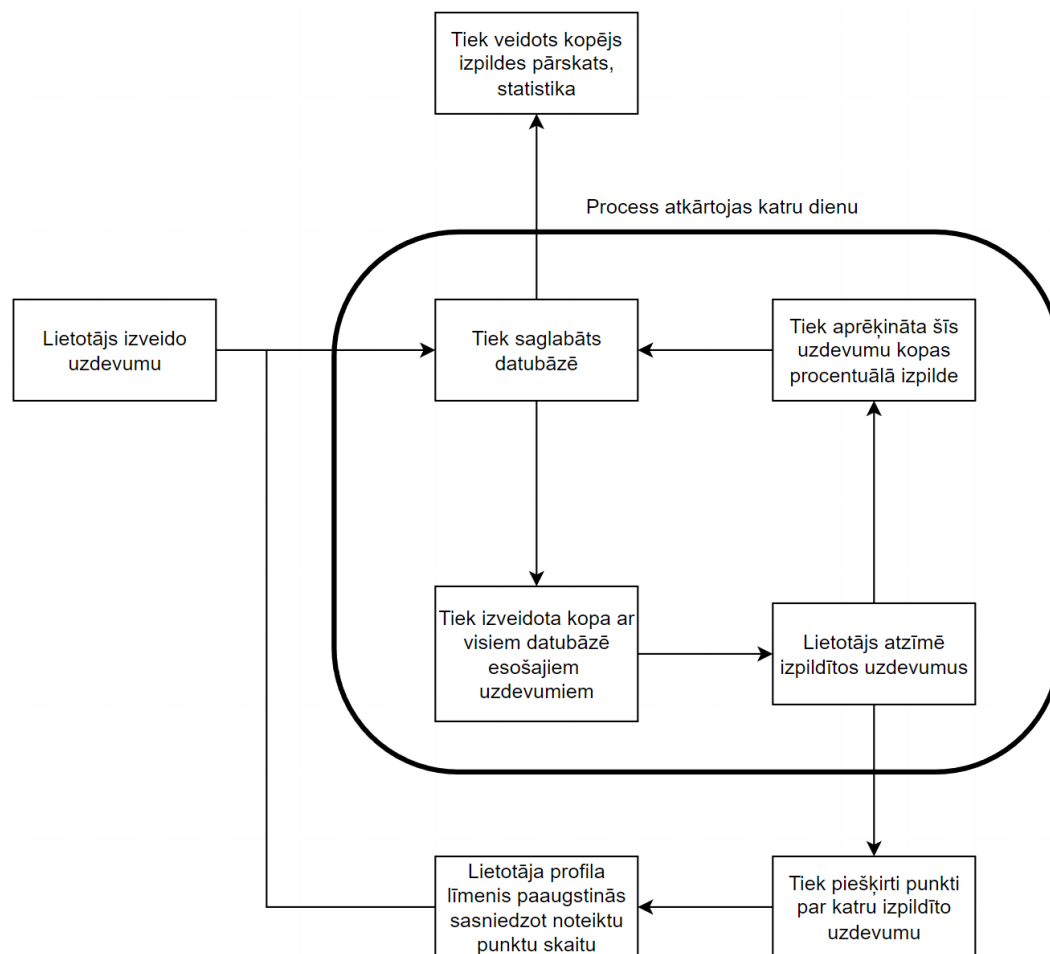 Tiek veidots kopējs
izpildes pārskats,
statistika
Process atkārtojas katru dienu
Lietotājs izveido
uzdevumu
Tiek saglabāts
datubāzē
Tiek aprēķināta šīs
uzdevumu kopas
procentuālā izpilde
Tiek izveidota kopa ar
visiem datubāzē
esošajiem
uzdevumiem
Lietotājs atzīmē
izpildītos uzdevumus
Lietotāja profila
līmenis paaugstinās
sasniedzot noteiktu
punktu skaitu
Tiek piešķirti punkti
par katru izpildīto
uzdevumu